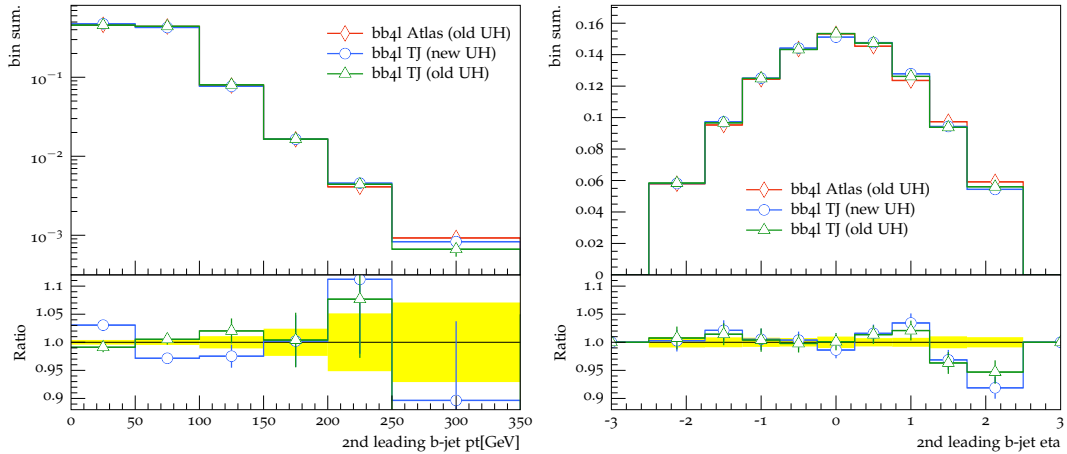 bin sum.
10⁻¹
10⁻²
10⁻³
bb4l Atlas (old UH)
bb4l TJ (new UH)
bb4l TJ (old UH)
Ratio
1.1
1.05
1.0
0.95
0.9
0 50 100 150 200 250 300 350
2nd leading b-jet pt[GeV]
bin sum.
0.16
0.14
0.12
0.1
0.08
0.06
0.04
0.02
0
bb4l Atlas (old UH)
bb4l TJ (new UH)
bb4l TJ (old UH)
Ratio
1.1
1.05
1.0
0.95
0.9
-3 -2 -1 0 1 2 3
2nd leading b-jet eta